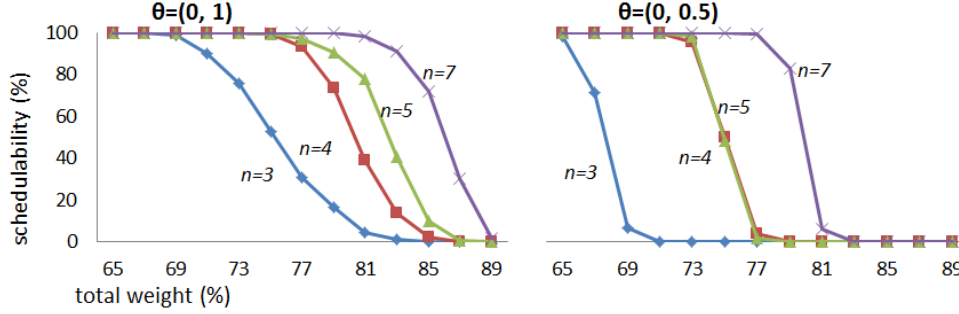 θ=(0, 1)
θ=(0, 0.5)
schedulability (%)
100
80
60
40
20
0
n=7
n=5
n=4
n=3
n=7
n=5
n=4
n=3
65 69 73 77 81 85 89
65 69 73 77 81 85 89
total weight (%)